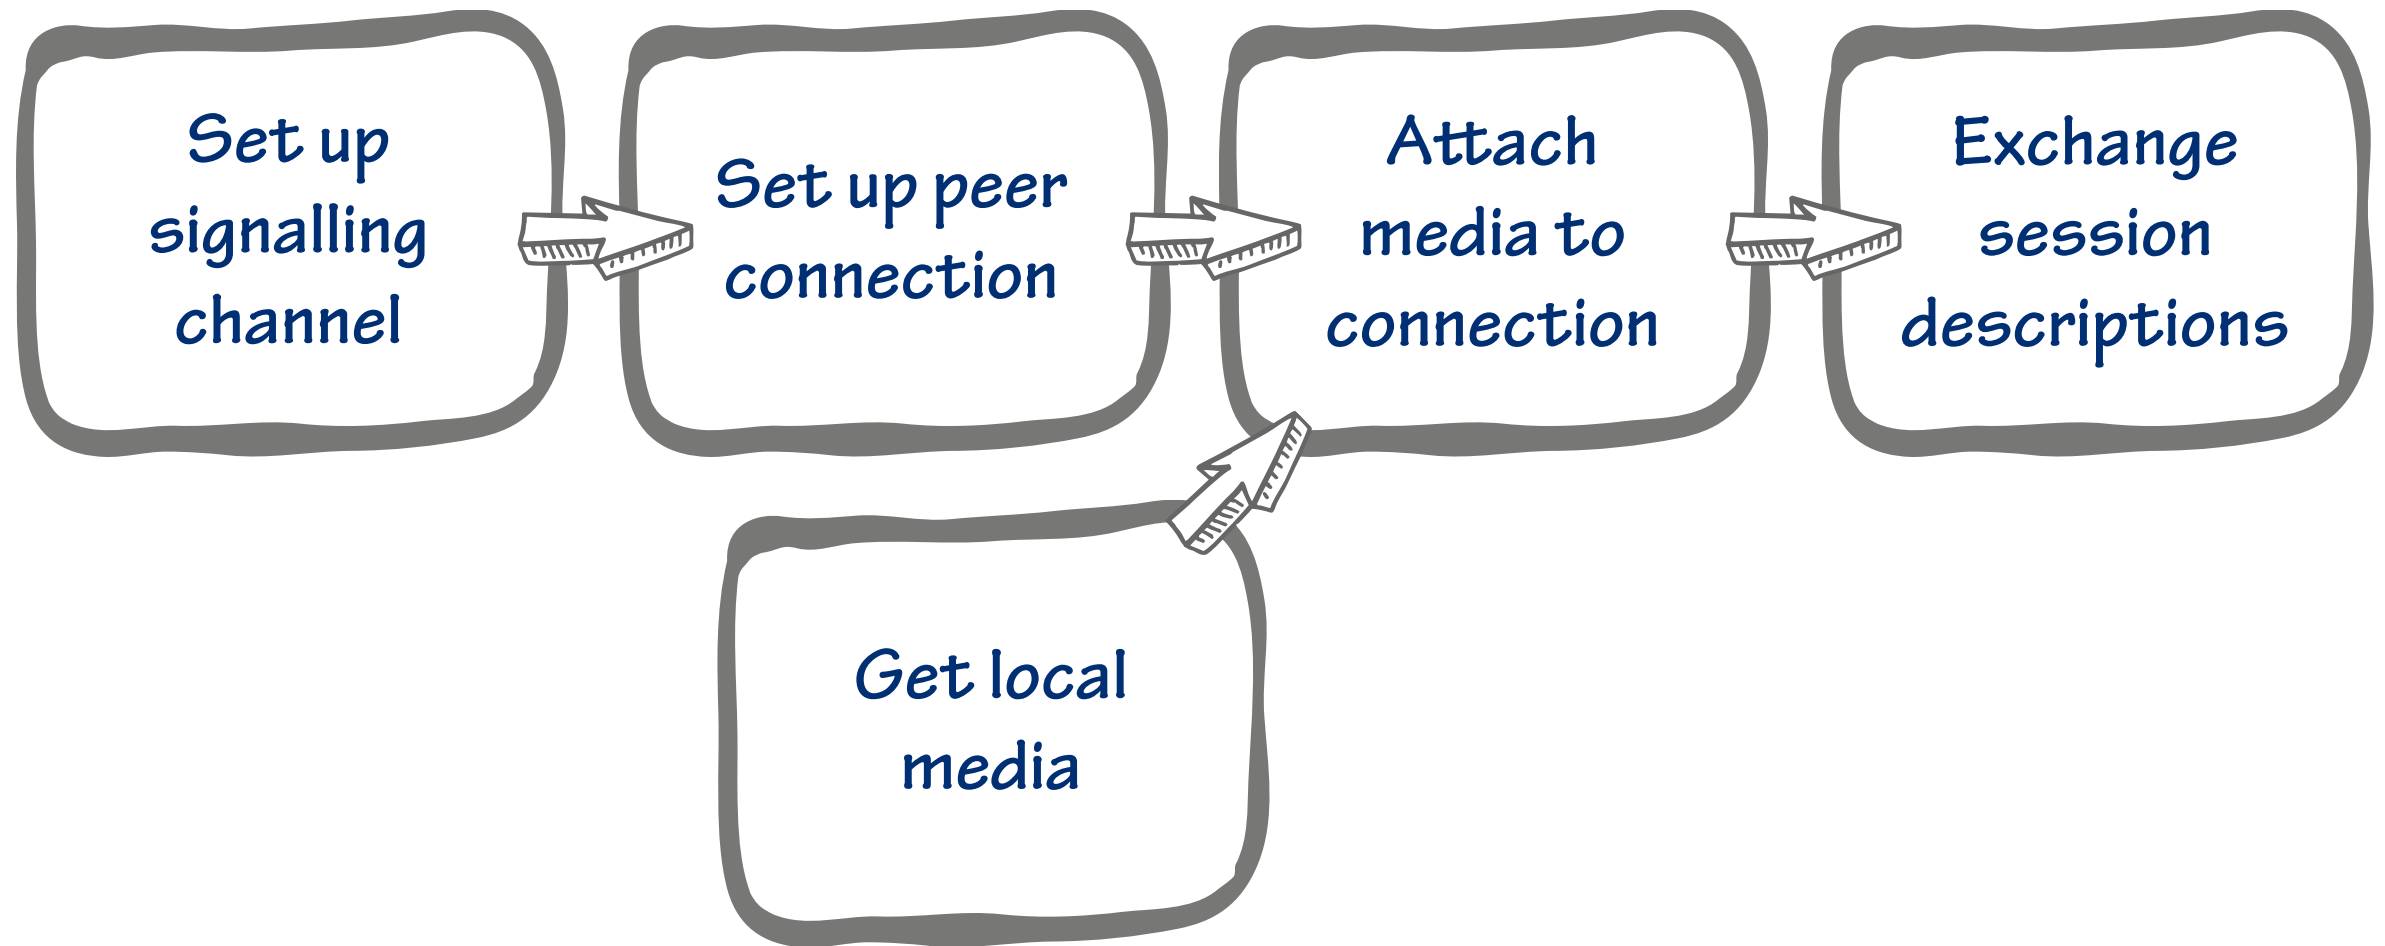 Set up
signalling
channel
Set up peer
connection
Attach
media to
connection
Exchange
session
descriptions
Get local
media